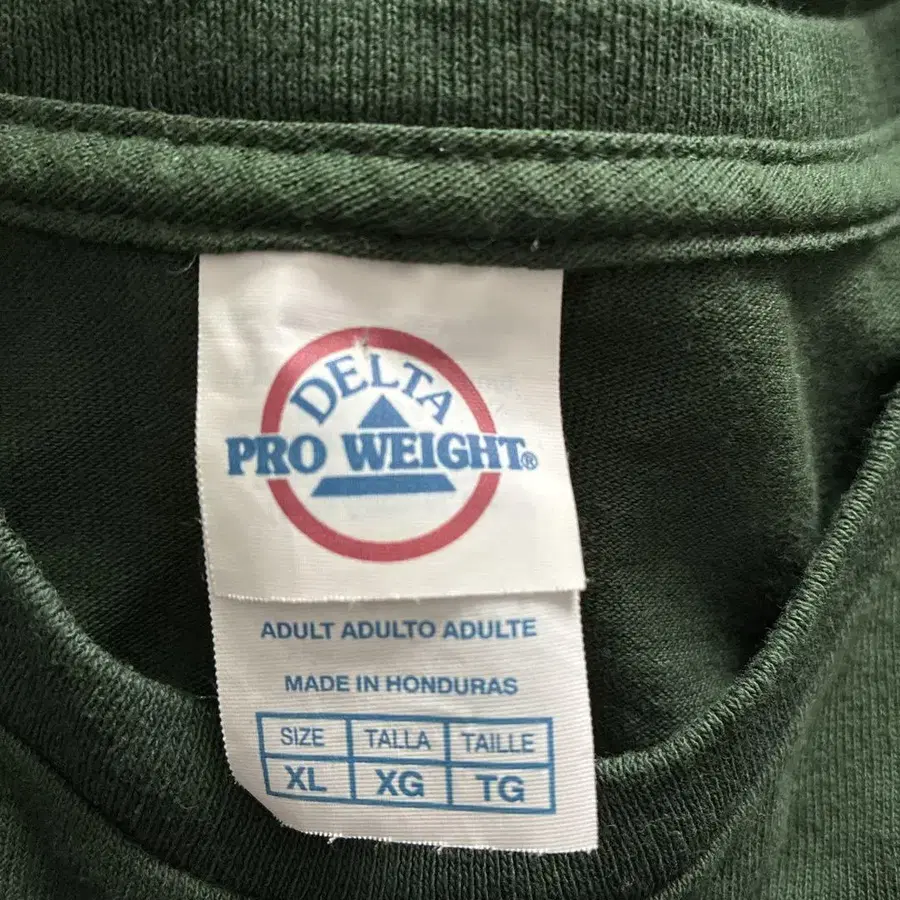 DELTA
PRO WEIGHT®
ADULT ADULTO ADULTE
MADE IN HONDURAS
SIZE TALLA TAILLE
XL XG TG